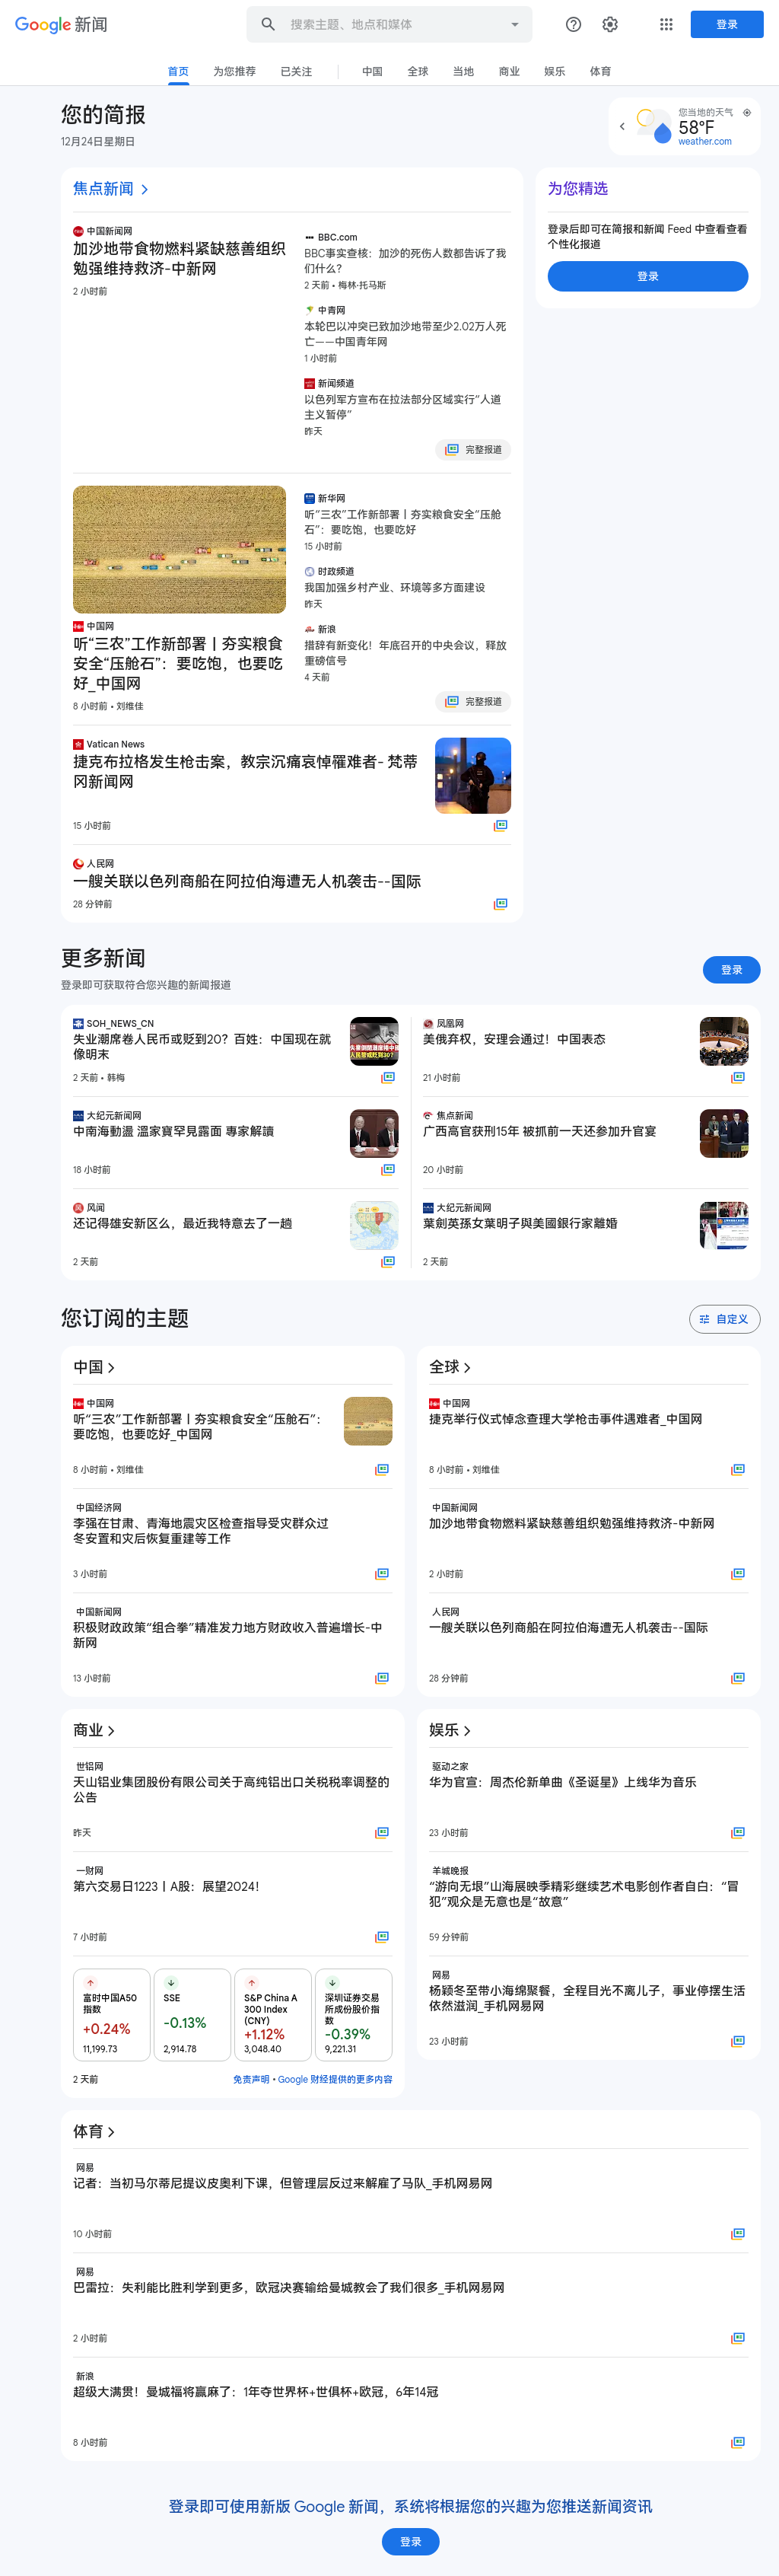 Google 新闻
搜索主题、地点和媒体
登录
首页
为您推荐
已关注
中国
全球
当地
商业
娱乐
体育
您的简报
12月24日星期日
您当地的天气
58°F
weather.com
焦点新闻
中国新闻网
加沙地带食物燃料紧缺慈善组织
勉强维持救济-中新网
2 小时前
BBC.com
BBC事实查核：加沙的死伤人数都告诉了我
们什么？
2 天前 • 梅林·托马斯
中青网
本轮巴以冲突已致加沙地带至少2.02万人死
亡——中国青年网
1 小时前
新闻频道
以色列军方宣布在拉法部分区域实行“人道
主义暂停”
昨天
完整报道
为您精选
登录后即可在简报和新闻 Feed 中查看查看
个性化报道
登录
中国网
听“三农”工作新部署丨夯实粮食
安全“压舱石”：要吃饱，也要吃
好_中国网
8 小时前 • 刘维佳
新华网
听“三农”工作新部署丨夯实粮食安全“压舱
石”：要吃饱，也要吃好
15 小时前
时政频道
我国加强乡村产业、环境等多方面建设
昨天
新浪
措辞有新变化！年底召开的中央会议，释放
重磅信号
4 天前
完整报道
Vatican News
捷克布拉格发生枪击案，教宗沉痛哀悼罹难者- 梵蒂
冈新闻网
15 小时前
人民网
一艘关联以色列商船在阿拉伯海遭无人机袭击--国际
28 分钟前
更多新闻
登录即可获取符合您兴趣的新闻报道
登录
SOH_NEWS_CN
失业潮席卷人民币或贬到20？百姓：中国现在就
像明末
2 天前 • 韩梅
凤凰网
美俄弃权，安理会通过！中国表态
21 小时前
大纪元新闻网
中南海動盪 溫家寶罕見露面 專家解讀
18 小时前
焦点新闻
广西高官获刑15年 被抓前一天还参加升官宴
20 小时前
风闻
还记得雄安新区么，最近我特意去了一趟
2 天前
大纪元新闻网
葉劍英孫女葉明子與美國銀行家離婚
2 天前
您订阅的主题
自定义
中国
中国网
听“三农”工作新部署丨夯实粮食安全“压舱石”：
要吃饱，也要吃好_中国网
8 小时前 • 刘维佳
中国经济网
李强在甘肃、青海地震灾区检查指导受灾群众过
冬安置和灾后恢复重建等工作
3 小时前
中国新闻网
积极财政政策“组合拳”精准发力地方财政收入普遍增长-中
新网
13 小时前
全球
中国网
捷克举行仪式悼念查理大学枪击事件遇难者_中国网
8 小时前 • 刘维佳
中国新闻网
加沙地带食物燃料紧缺慈善组织勉强维持救济-中新网
2 小时前
人民网
一艘关联以色列商船在阿拉伯海遭无人机袭击--国际
28 分钟前
商业
世铝网
天山铝业集团股份有限公司关于高纯铝出口关税税率调整的
公告
昨天
一财网
第六交易日1223丨A股：展望2024！
7 小时前
富时中国A50
指数
+0.24%
11,199.73
SSE
-0.13%
2,914.78
S&P China A
300 Index
(CNY)
+1.12%
3,048.40
深圳证券交易
所成份股价指
数
-0.39%
9,221.31
2 天前
免责声明 • Google 财经提供的更多内容
娱乐
驱动之家
华为官宣：周杰伦新单曲《圣诞星》上线华为音乐
23 小时前
羊城晚报
“游向无垠”山海展映季精彩继续艺术电影创作者自白：“冒
犯”观众是无意也是“故意”
59 分钟前
网易
杨颖冬至带小海绵聚餐，全程目光不离儿子，事业停摆生活
依然滋润_手机网易网
23 小时前
体育
网易
记者：当初马尔蒂尼提议皮奥利下课，但管理层反过来解雇了马队_手机网易网
10 小时前
网易
巴雷拉：失利能比胜利学到更多，欧冠决赛输给曼城教会了我们很多_手机网易网
2 小时前
新浪
超级大满贯！曼城福将赢麻了：1年夺世界杯+世俱杯+欧冠，6年14冠
8 小时前
登录即可使用新版 Google 新闻，系统将根据您的兴趣为您推送新闻资讯
登录